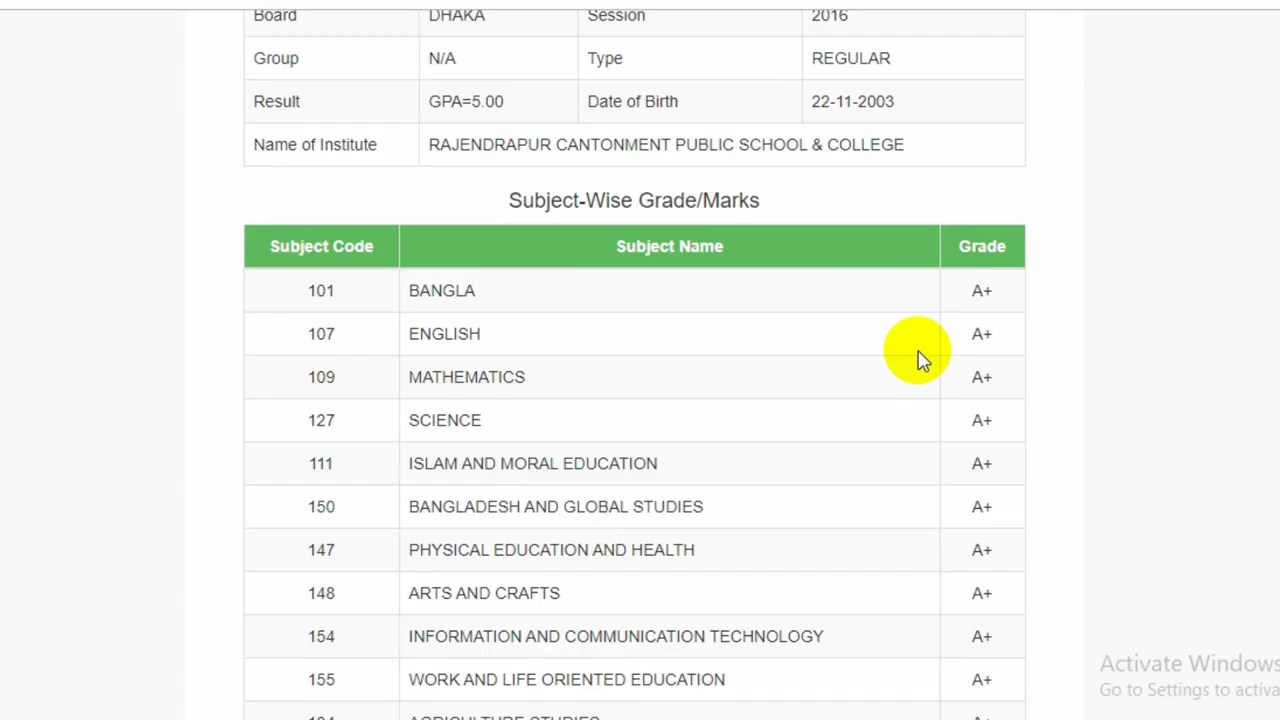 Board DHAKA Session 2016
Group N/A Type REGULAR
Result GPA=5.00 Date of Birth 22-11-2003
Name of Institute RAJENDRAPUR CANTONMENT PUBLIC SCHOOL & COLLEGE
Subject-Wise Grade/Marks
Subject Code Subject Name Grade
101 BANGLA A+
107 ENGLISH A+
109 MATHEMATICS A+
127 SCIENCE A+
111 ISLAM AND MORAL EDUCATION A+
150 BANGLADESH AND GLOBAL STUDIES A+
147 PHYSICAL EDUCATION AND HEALTH A+
148 ARTS AND CRAFTS A+
154 INFORMATION AND COMMUNICATION TECHNOLOGY A+
155 WORK AND LIFE ORIENTED EDUCATION A+
AGRICULTURE STUDIES A+
Activate Windows
Go to Settings to activa